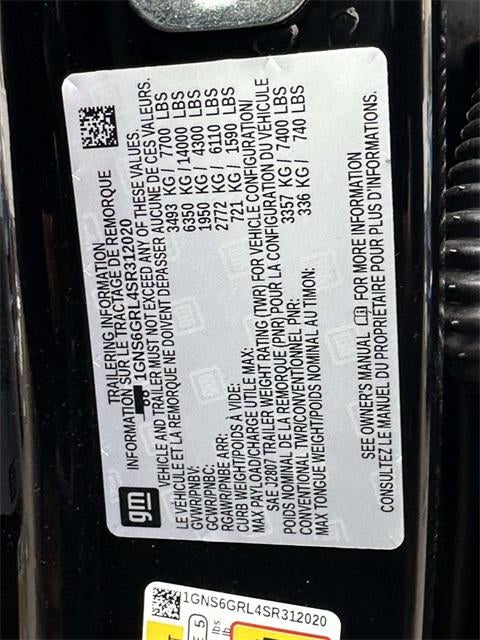 TRAILERING INFORMATION
INFORMATION SUR LE TRACTAGE DE REMORQUE
1GNS6GRL4SR312020
VEHICLE AND TRAILER MUST NOT EXCEED ANY OF THESE VALUES.
LE VÉHICULE ET LA REMORQUE NE DOIVENT DÉPASSER AUCUNE DE CES VALEURS.
GVWR/PNBV: 3493 KG / 7700 LBS
GCWR/PNBC: 6350 KG / 14000 LBS
RGAWR/PNBE ARR: 1950 KG / 4300 LBS
CURB WEIGHT/POIDS À VIDE: 2772 KG / 6110 LBS
MAX PAYLOAD/CHARGE UTILE MAX: 721 KG / 1590 LBS
SAE J2807 TRAILER WEIGHT RATING (TWR) FOR VEHICLE CONFIGURATION/
POIDS NOMINAL DE LA REMORQUE (PNR) POUR LA CONFIGURATION DU VÉHICULE
CONVENTIONAL TWR/CONVENTIONNEL PNR: 3357 KG / 7400 LBS
MAX TONGUE WEIGHT/POIDS NOMINAL AU TIMON: 336 KG / 740 LBS
SEE OWNER'S MANUAL FOR MORE INFORMATION
CONSULTEZ LE MANUEL DU PROPRIÉTAIRE POUR PLUS D'INFORMATIONS.
gm
1GNS6GRL4SR312020
E 5
lbs.